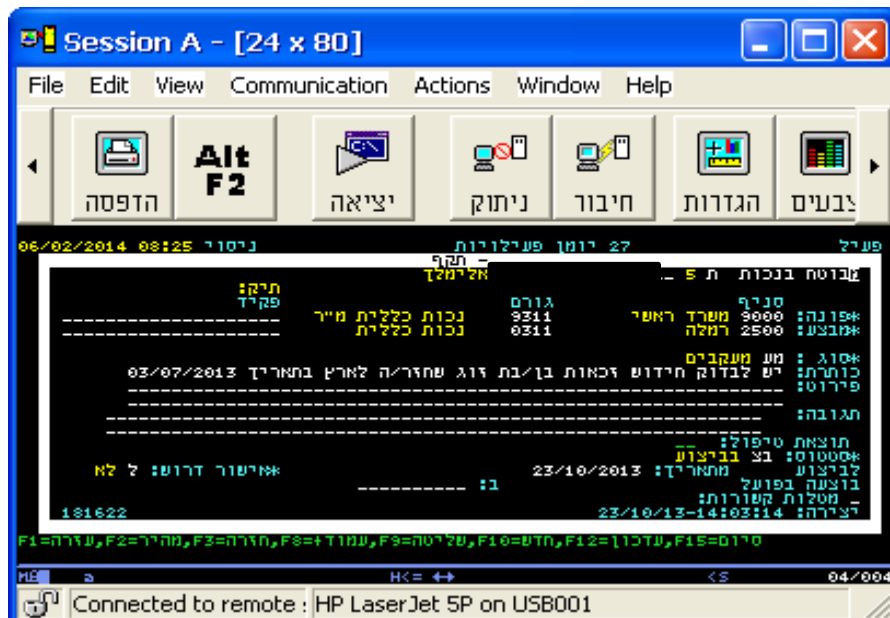 Session A - [24 x 80]
File Edit View Communication Actions Window Help
Alt F2
הדפסה יציאה ניתוק חיבור הגדרות צבעים
פעיל 27 יומן פעילויות ניסוי 06/02/2014 08:25
תקף -
מבוטח בנכות ת 5 אלימלך
תיק:
סניף גורם פקיד
*פונה: 9000 משרד ראשי 9311 נכות כללית מ"ר
*מבצע: 2500 רמלה 0311 נכות כללית
*סוג : מע מעקבים
כותרת: יש לבדוק חידוש זכאות בן/בת זוג שחזר/ה לארץ בתאריך 03/07/2013
פירוט:
תגובה:
תוצאת טיפול:
*סטטוס: בצ בביצוע
לביצוע מתאריך: 23/10/2013 *אישור דרוש: ל לא
בוצעה בפועל ב:
_ מטלות קשורות:
יצירה: 23/10/13-14:03:14 181622
F1=עזרה,F2=מהיר,F3=חזרה,F8=עמוד+,F9=שליטה,F10=חדש,F12=עדכון,F15=סיום
a H<= <S 04/004
Connected to remote : HP LaserJet 5P on USB001